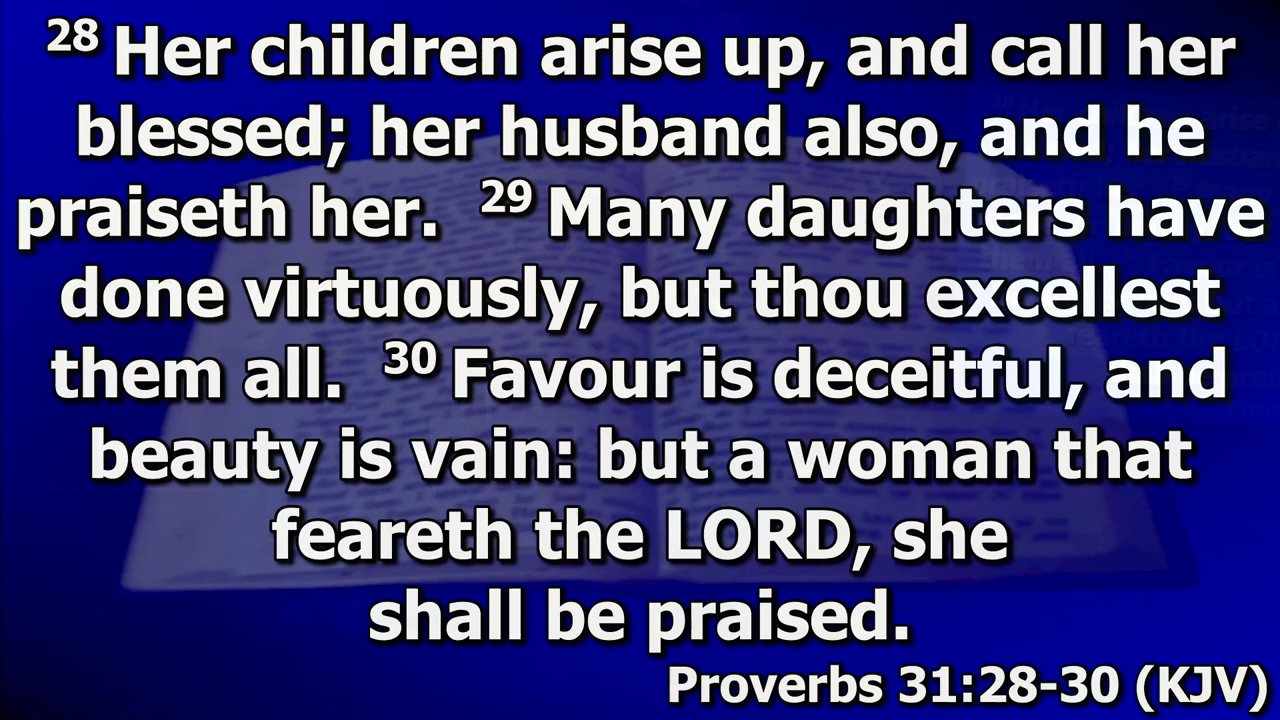 28 Her children arise up, and call her
blessed; her husband also, and he
praiseth her. 29 Many daughters have
done virtuously, but thou excellest
them all. 30 Favour is deceitful, and
beauty is vain: but a woman that
feareth the LORD, she
shall be praised.
Proverbs 31:28-30 (KJV)